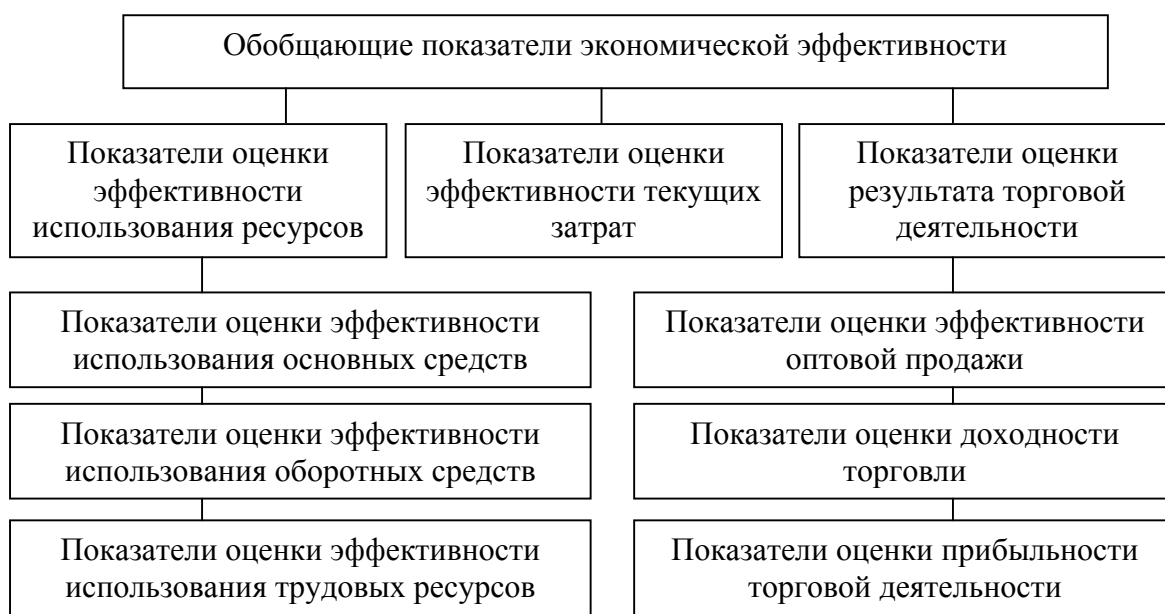 Обобщающие показатели экономической эффективности
Показатели оценки
эффективности
использования ресурсов
Показатели оценки
эффективности текущих
затрат
Показатели оценки
результата торговой
деятельности
Показатели оценки эффективности
использования основных средств
Показатели оценки эффективности
использования оборотных средств
Показатели оценки эффективности
использования трудовых ресурсов
Показатели оценки эффективности
оптовой продажи
Показатели оценки доходности
торговли
Показатели оценки прибыльности
торговой деятельности